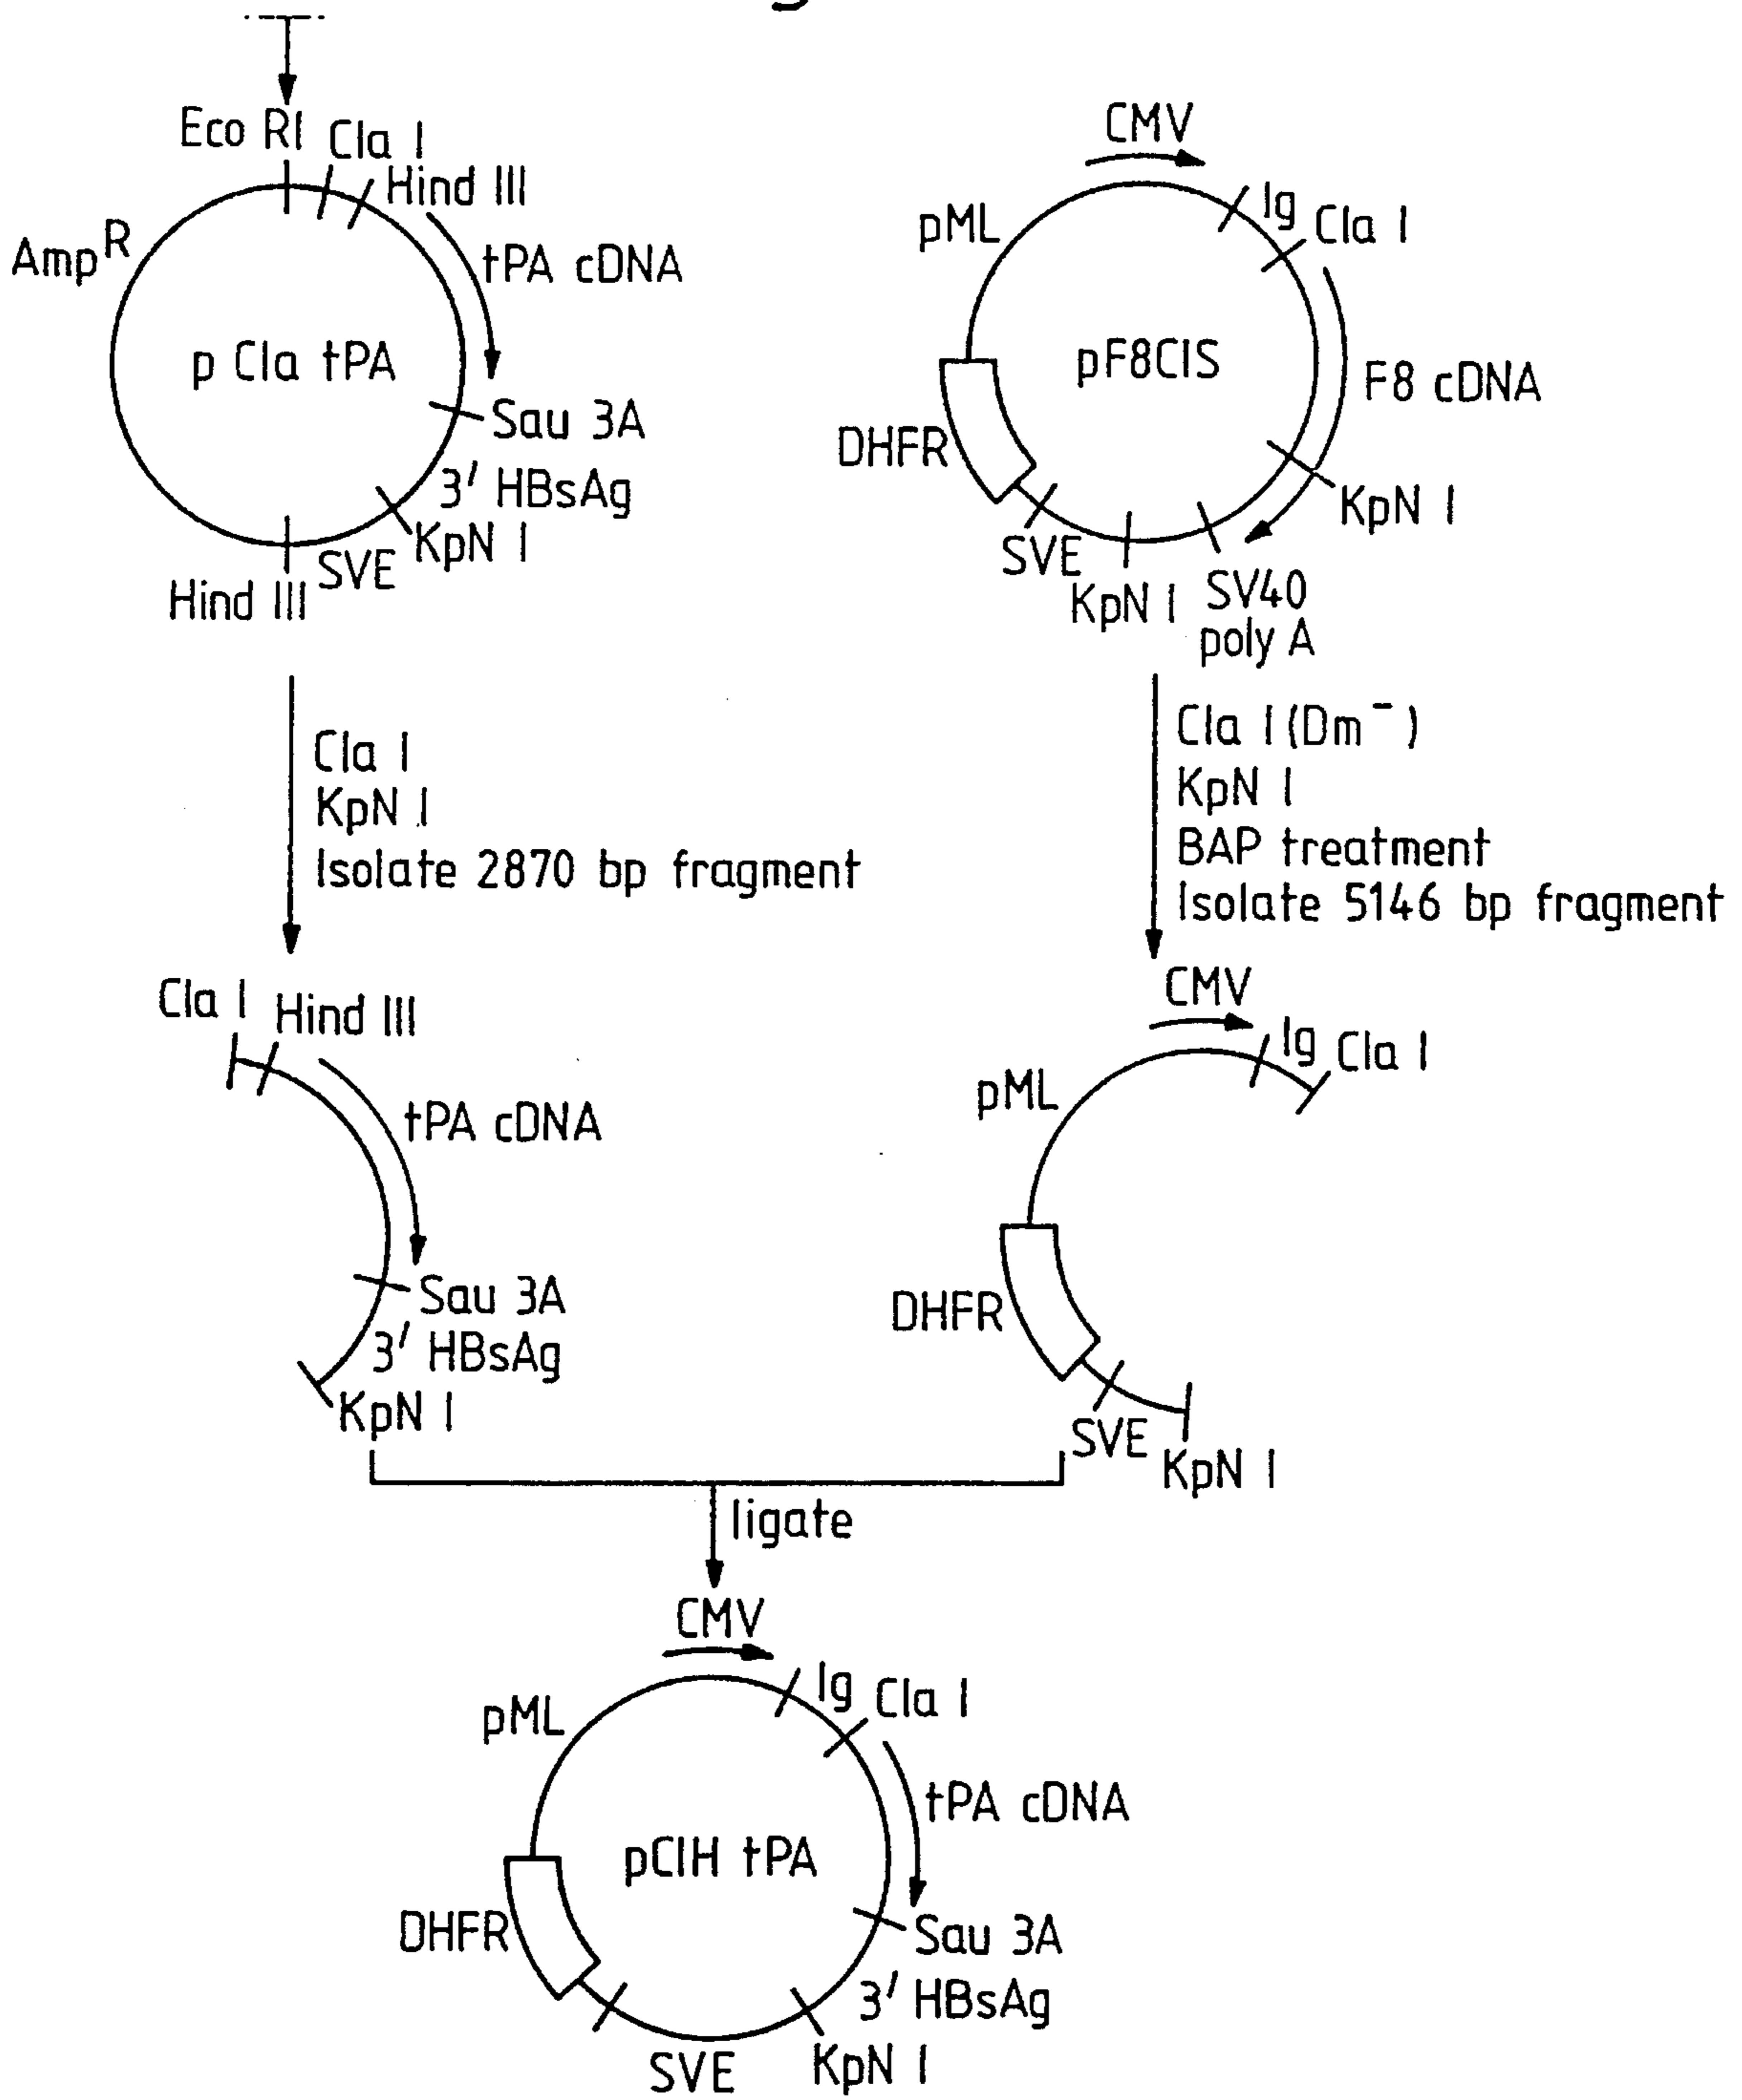 Eco RI
Cla I
Hind III
Amp R
tPA cDNA
p Cla tPA
Sau 3A
3' HBsAg
KpN I
SVE
Hind III
CMV
Ig
Cla I
pML
pF8CIS
F8 cDNA
DHFR
KpN I
SVE
KpN I
SV40
poly A
Cla I
KpN I
Isolate 2870 bp fragment
Cla I (Dm⁻)
KpN I
BAP treatment
Isolate 5146 bp fragment
Cla I
Hind III
tPA cDNA
Sau 3A
3' HBsAg
KpN I
CMV
Ig
Cla I
pML
DHFR
SVE
KpN I
ligate
CMV
Ig
Cla I
pML
tPA cDNA
pCIH tPA
DHFR
Sau 3A
3' HBsAg
KpN I
SVE